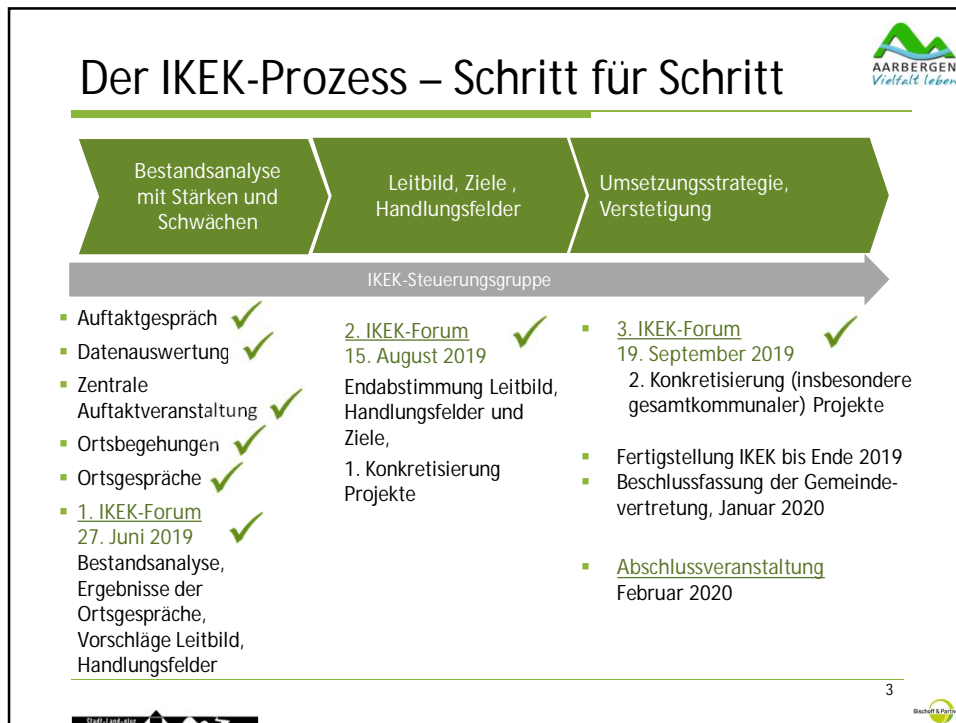 Der IKEK-Prozess – Schritt für Schritt
AARBERGEN
Vielfalt leben
Bestandsanalyse
mit Stärken und
Schwächen
Leitbild, Ziele ,
Handlungsfelder
Umsetzungsstrategie,
Verstetigung
IKEK-Steuerungsgruppe
▪ Auftaktgespräch
▪ Datenauswertung
▪ Zentrale
Auftaktveranstaltung
▪ Ortsbegehungen
▪ Ortsgespräche
▪ 1. IKEK-Forum
27. Juni 2019
Bestandsanalyse,
Ergebnisse der
Ortsgespräche,
Vorschläge Leitbild,
Handlungsfelder
2. IKEK-Forum
15. August 2019
Endabstimmung Leitbild,
Handlungsfelder und
Ziele,
1. Konkretisierung
Projekte
▪ 3. IKEK-Forum
19. September 2019
2. Konkretisierung (insbesondere
gesamtkommunaler) Projekte
▪ Fertigstellung IKEK bis Ende 2019
▪ Beschlussfassung der Gemeinde-
vertretung, Januar 2020
▪ Abschlussveranstaltung
Februar 2020
3
Bischoff & Partner